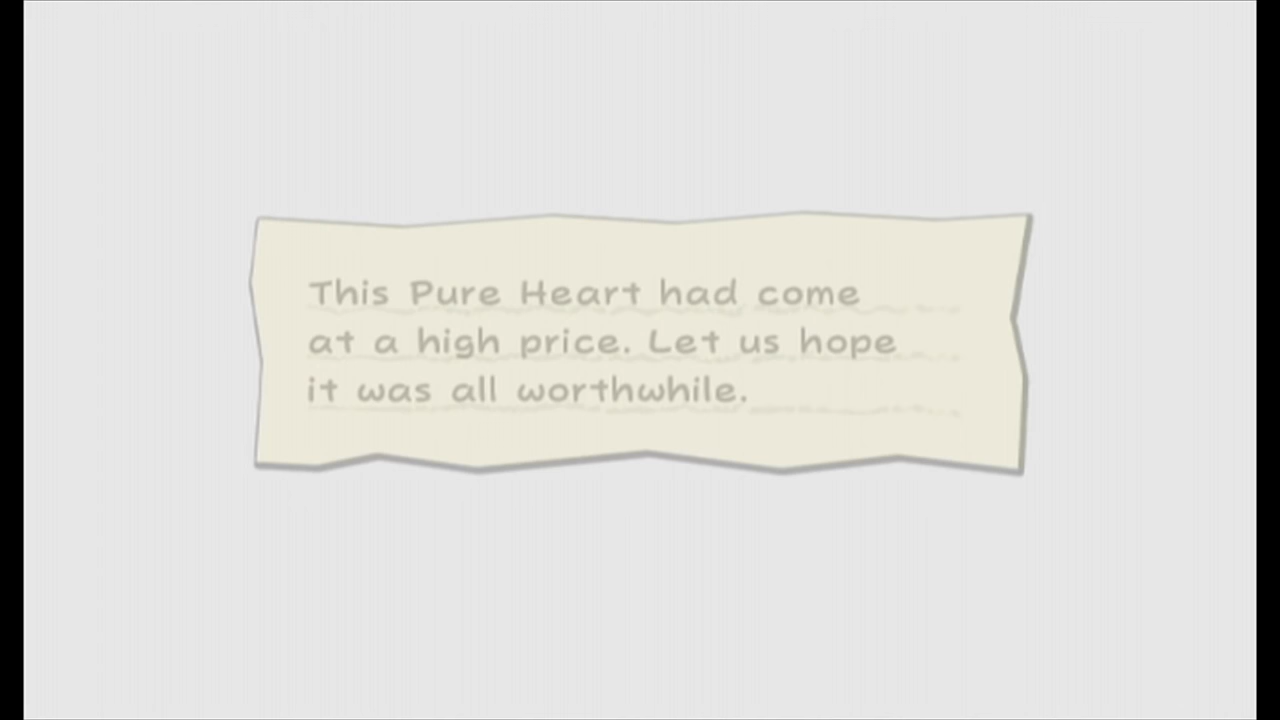 This Pure Heart had come
at a high price. Let us hope
it was all worthwhile.